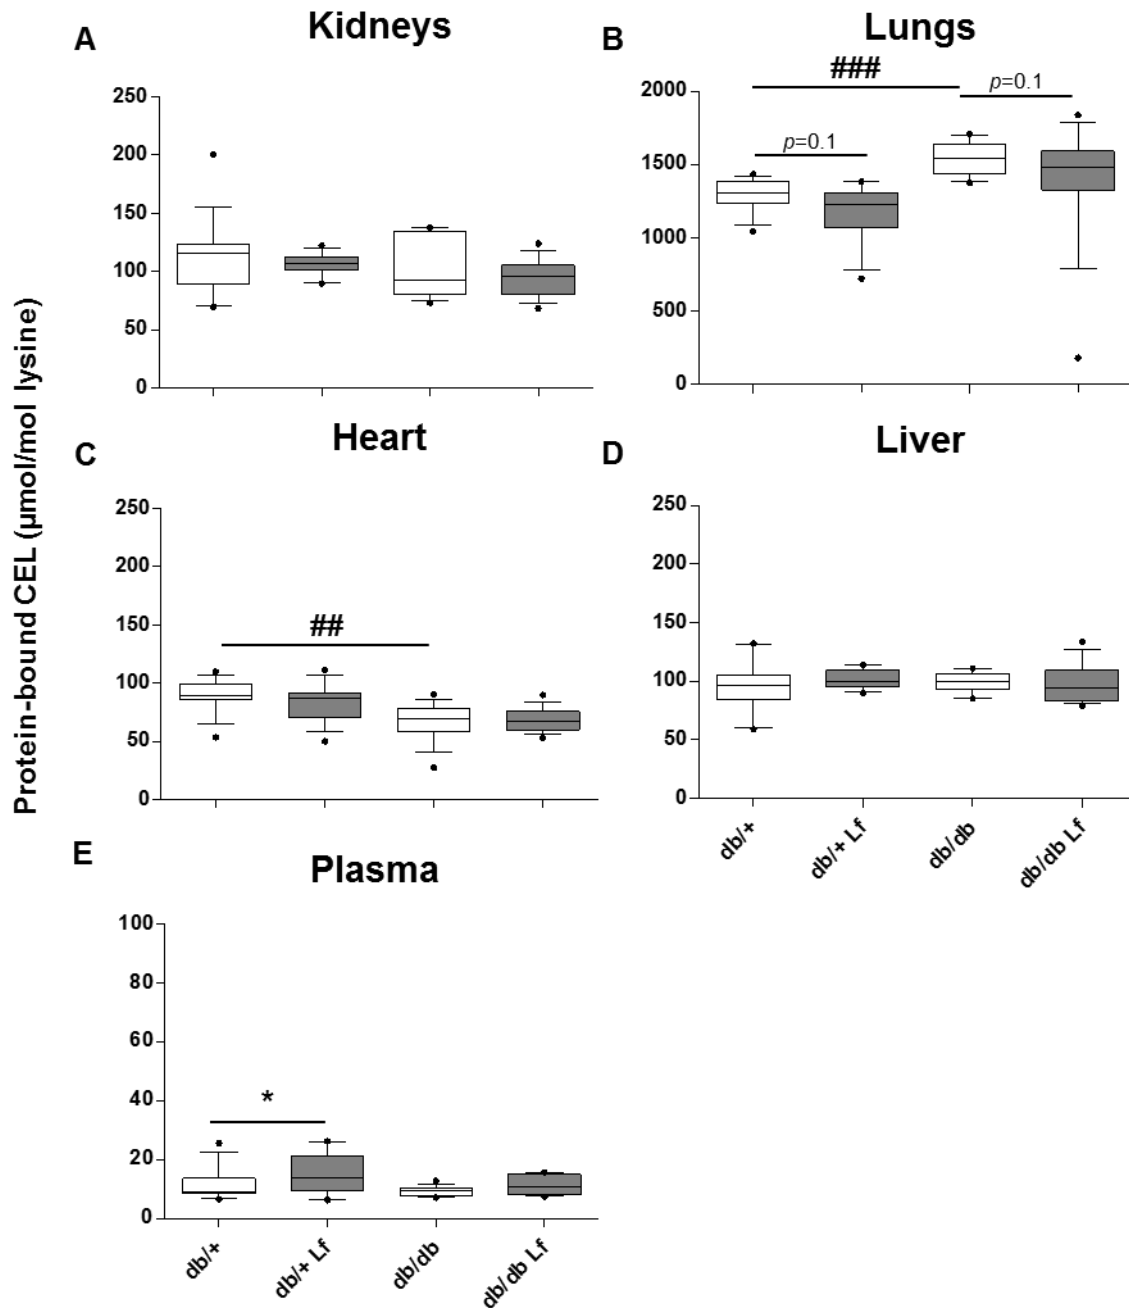 A
Kidneys
250
200
150
100
50
0
B
Lungs
###
p=0.1
p=0.1
2000
1500
1000
500
0
Protein-bound CEL (µmol/mol lysine)
C
Heart
##
250
200
150
100
50
0
D
Liver
250
200
150
100
50
0
db/+
db/+ Lf
db/db
db/db Lf
E
Plasma
*
100
80
60
40
20
0
db/+
db/+ Lf
db/db
db/db Lf